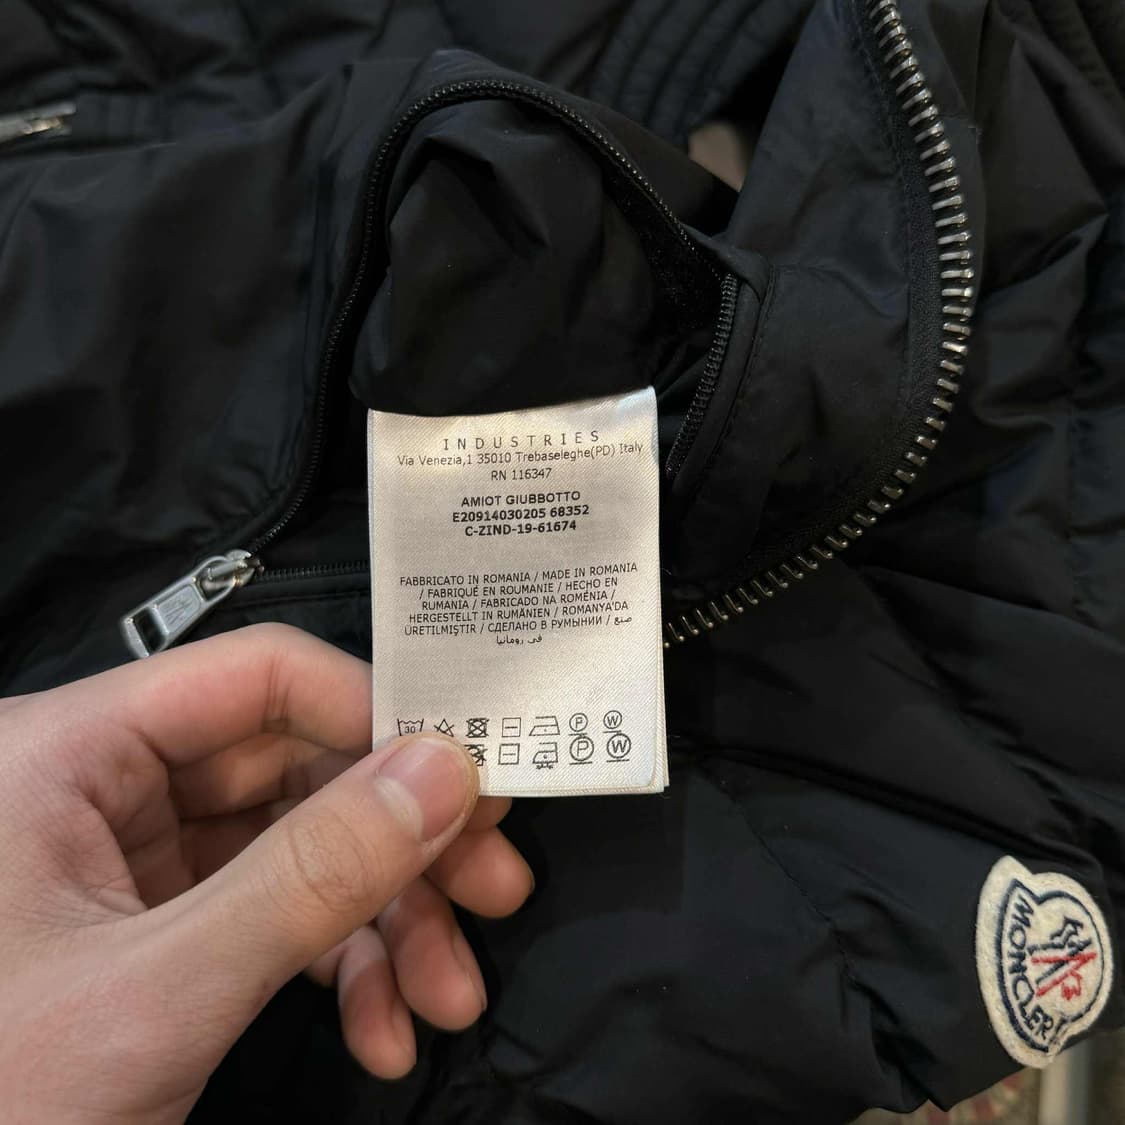 INDUSTRIES
Via Venezia,1 35010 Trebaseleghe(PD) Italy
RN 116347
AMIOT GIUBBOTTO
E20914030205 68352
C-ZIND-19-61674
FABBRICATO IN ROMANIA / MADE IN ROMANIA
/ FABRIQUÉ EN ROUMANIE / HECHO EN
RUMANIA / FABRICADO NA ROMÉNIA /
HERGESTELLT IN RUMÄNIEN / ROMANYA'DA
ÜRETILMIŞTIR / СДЕЛАНО В РУМЫНИИ / صنع
في رومانيا
30 P W
P W
MONCLER